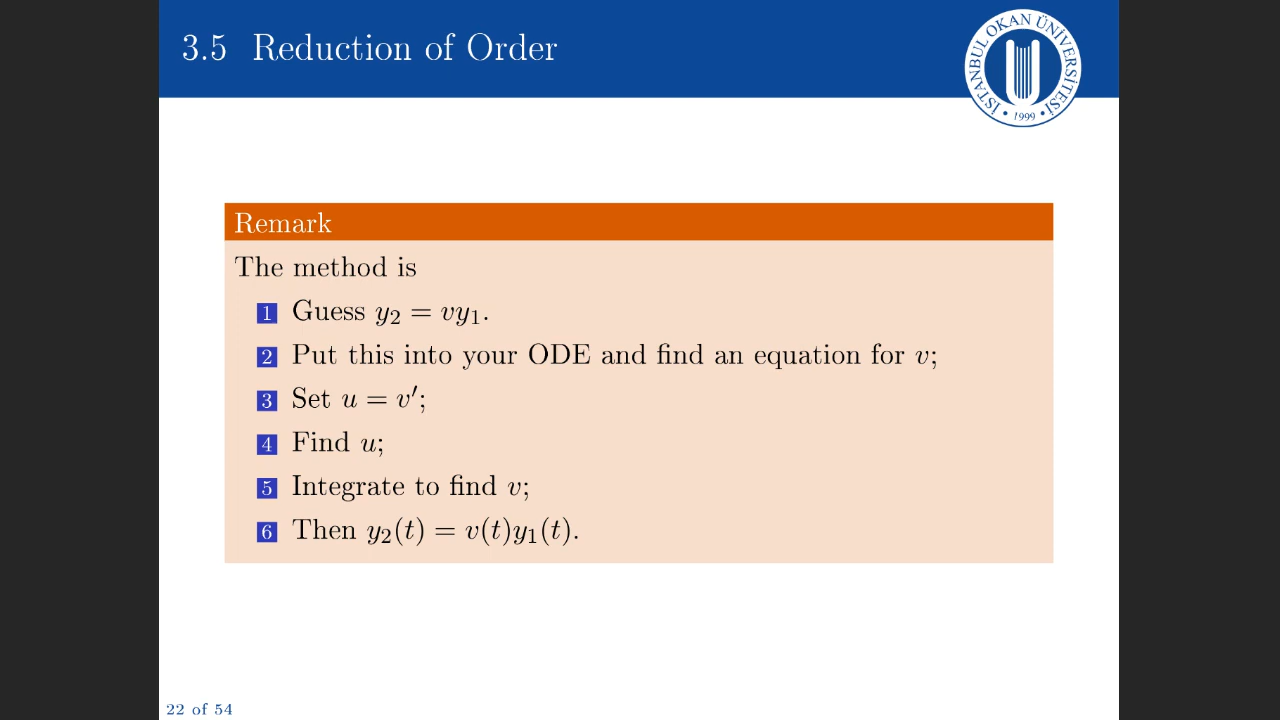 3.5 Reduction of Order
İSTANBUL OKAN ÜNİVERSİTESİ
• 1999 •
Remark
The method is
1 Guess y₂ = vy₁.
2 Put this into your ODE and find an equation for v;
3 Set u = v′;
4 Find u;
5 Integrate to find v;
6 Then y₂(t) = v(t)y₁(t).
22 of 54